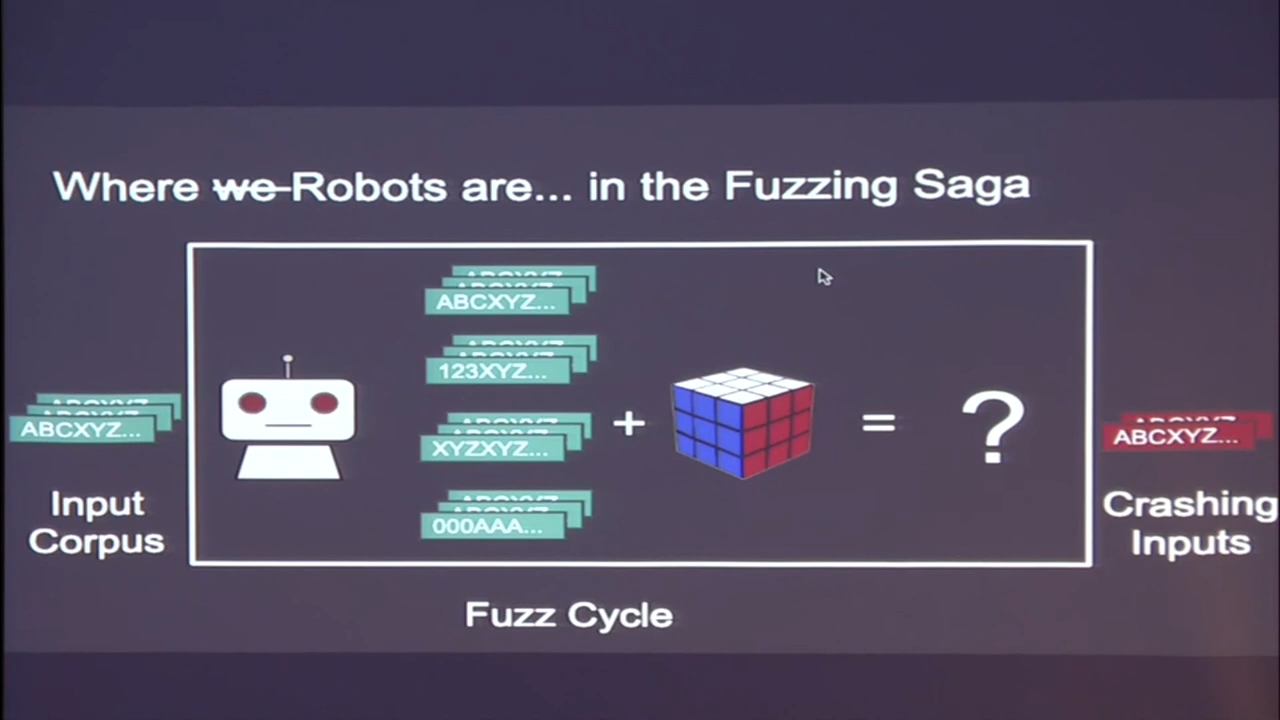 Where we Robots are... in the Fuzzing Saga
ABCXYZ...
123XYZ...
XYZXYZ...
000AAA...
+
=
?
ABCXYZ...
Input
Corpus
ABCXYZ...
Crashing
Inputs
Fuzz Cycle